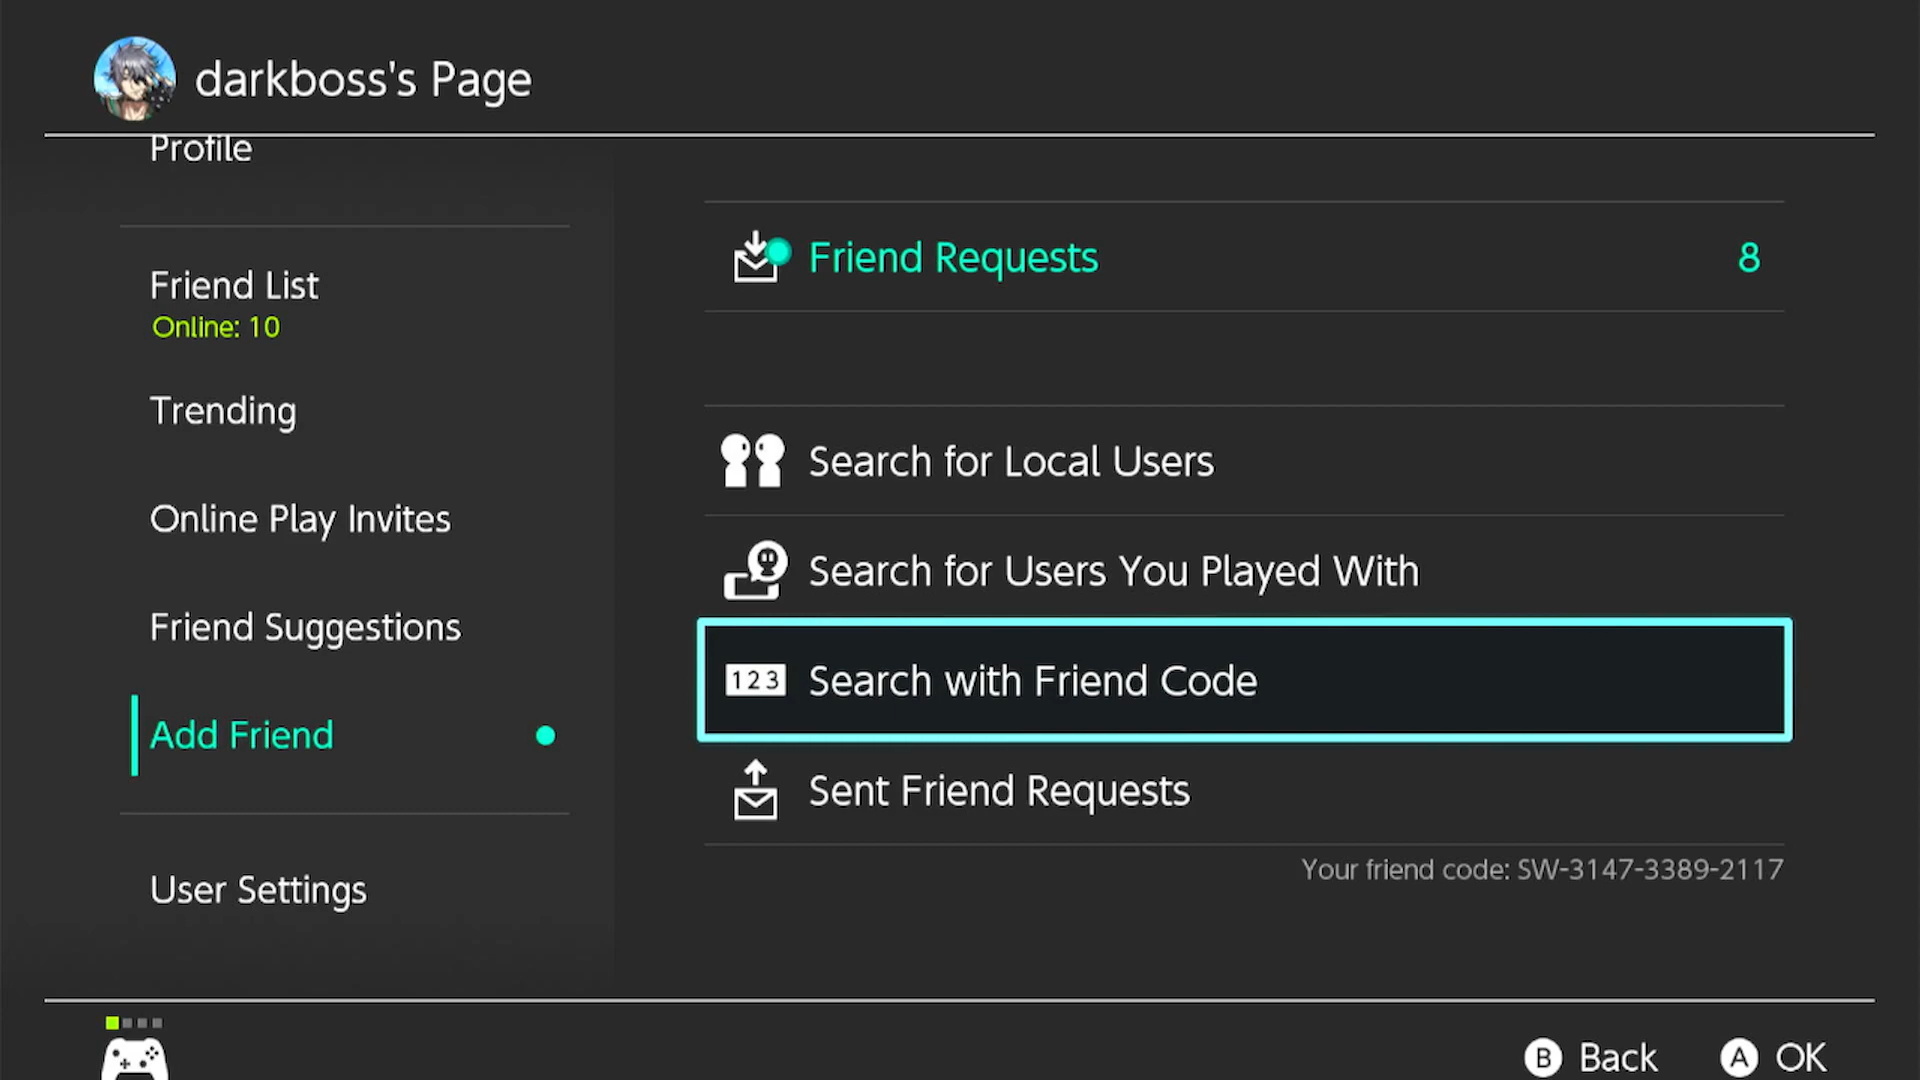 darkboss's Page
Profile
Friend List
Online: 10
Trending
Online Play Invites
Friend Suggestions
Add Friend
User Settings
Friend Requests 8
Search for Local Users
Search for Users You Played With
123 Search with Friend Code
Sent Friend Requests
Your friend code: SW-3147-3389-2117
B Back A OK